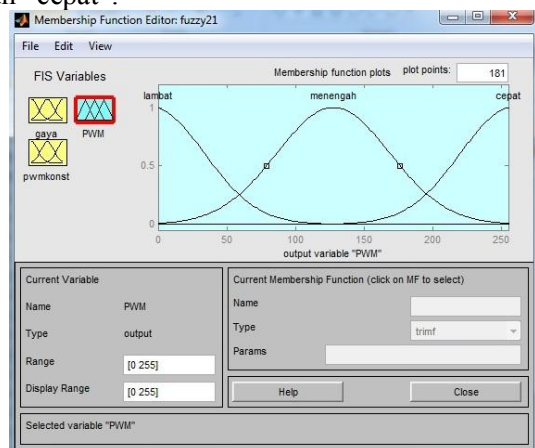 cepat".
Membership Function Editor: fuzzy21
File Edit View
FIS Variables
gaya
PWM
pwmkonst
Membership function plots plot points: 181
lambat menengah cepat
1
0.5
0
0 50 100 150 200 250
output variable "PWM"
Current Variable
Name PWM
Type output
Range [0 255]
Display Range [0 255]
Current Membership Function (click on MF to select)
Name
Type trimf
Params
Help Close
Selected variable "PWM"